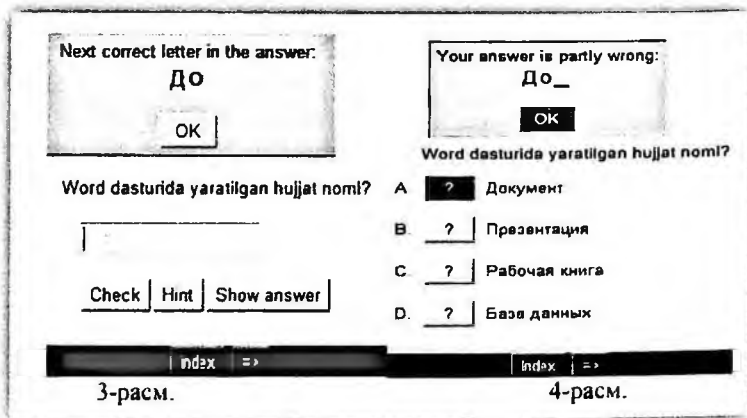 Next correct letter in the answer:
До
OK
Word dasturida yaratilgan hujjat nomi?
Check Hint Show answer
Index =>
3-расм.
Your answer is partly wrong:
До_
OK
Word dasturida yaratilgan hujjat nomi?
A ? Документ
B. ? Презентация
C. ? Рабочая книга
D. ? База данных
Index =>
4-расм.